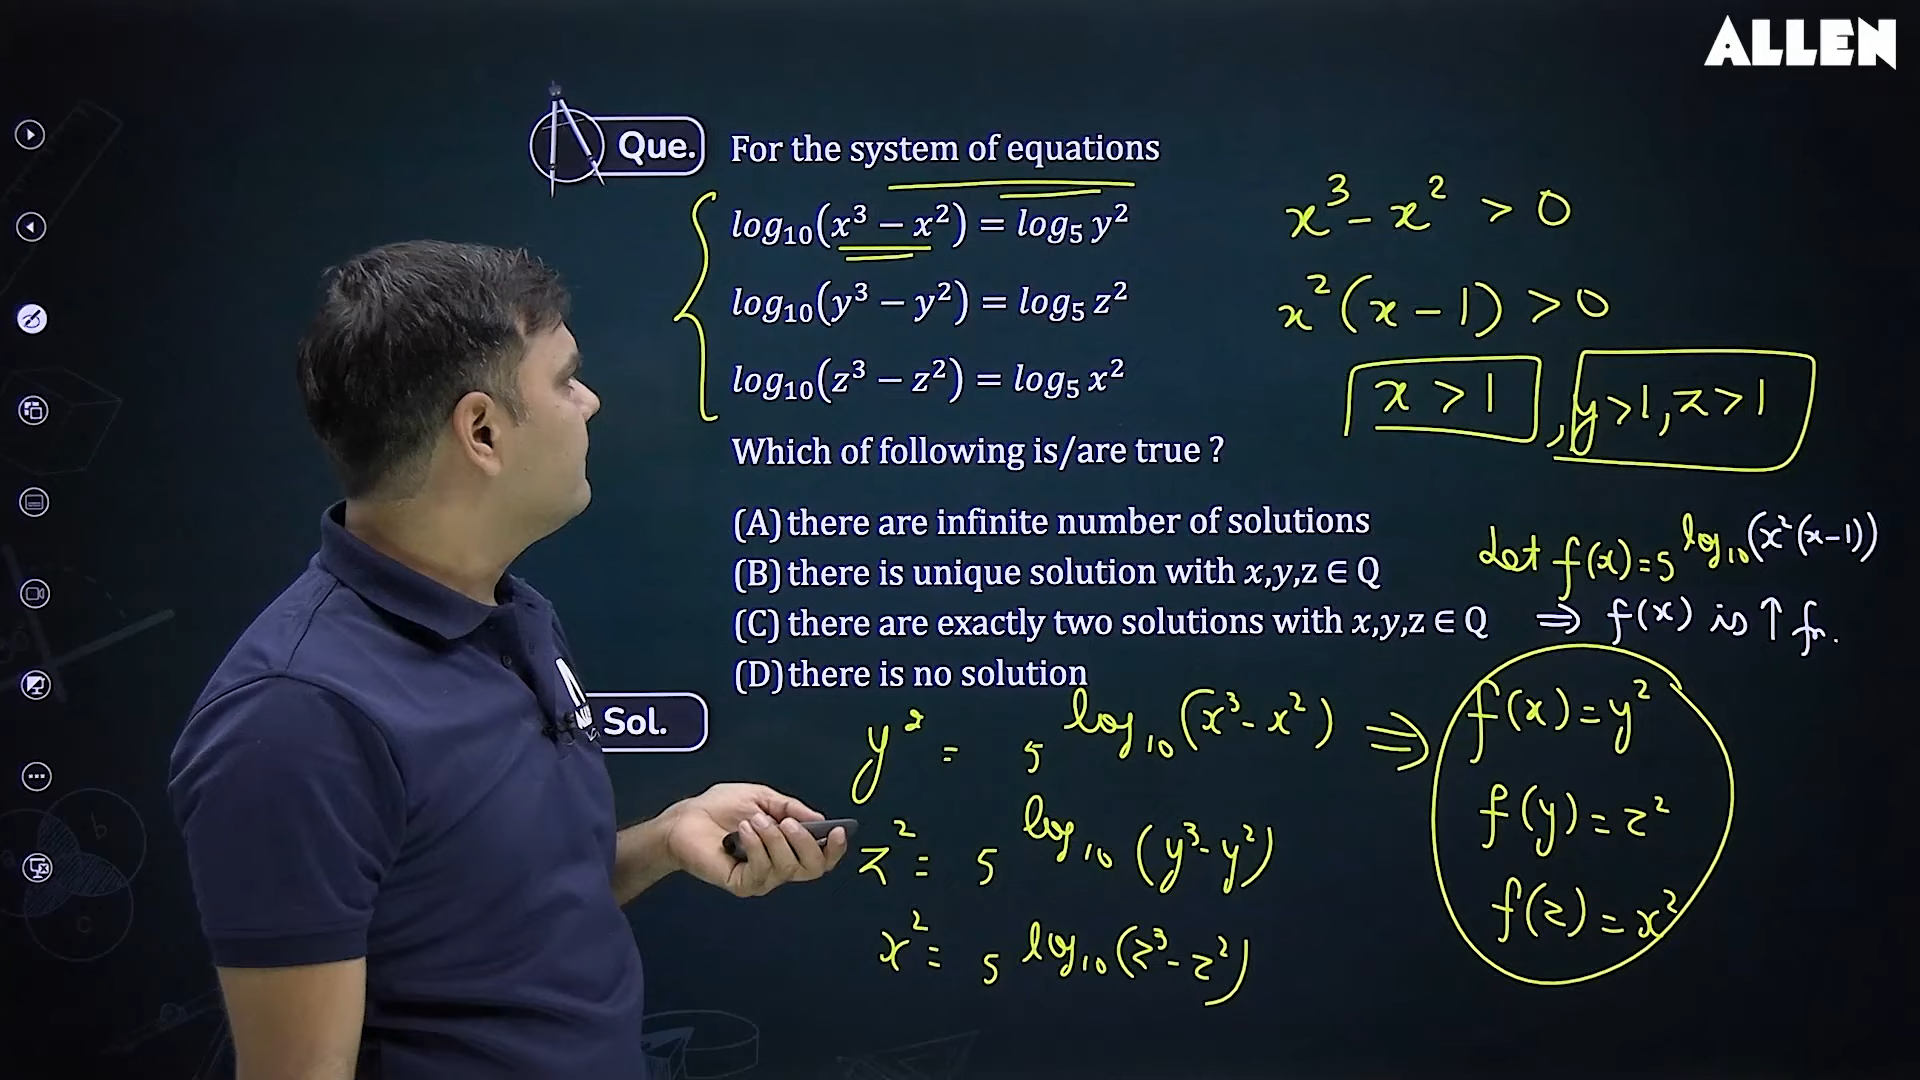 ALLEN
Que. For the system of equations
log₁₀(x³ − x²) = log₅ y²
log₁₀(y³ − y²) = log₅ z²
log₁₀(z³ − z²) = log₅ x²
Which of following is/are true ?
(A) there are infinite number of solutions
(B) there is unique solution with x,y,z ∈ Q
(C) there are exactly two solutions with x,y,z ∈ Q
(D) there is no solution
Sol.
x³ − x² > 0
x² (x − 1) > 0
x > 1 , y > 1, z > 1
Let f(x) = 5^log₁₀(x²(x−1))
⇒ f(x) is ↑ fn.
y² = 5^log₁₀(x³ − x²) ⇒ f(x) = y²
z² = 5^log₁₀(y³ − y²) f(y) = z²
x² = 5^log₁₀(z³ − z²) f(z) = x²